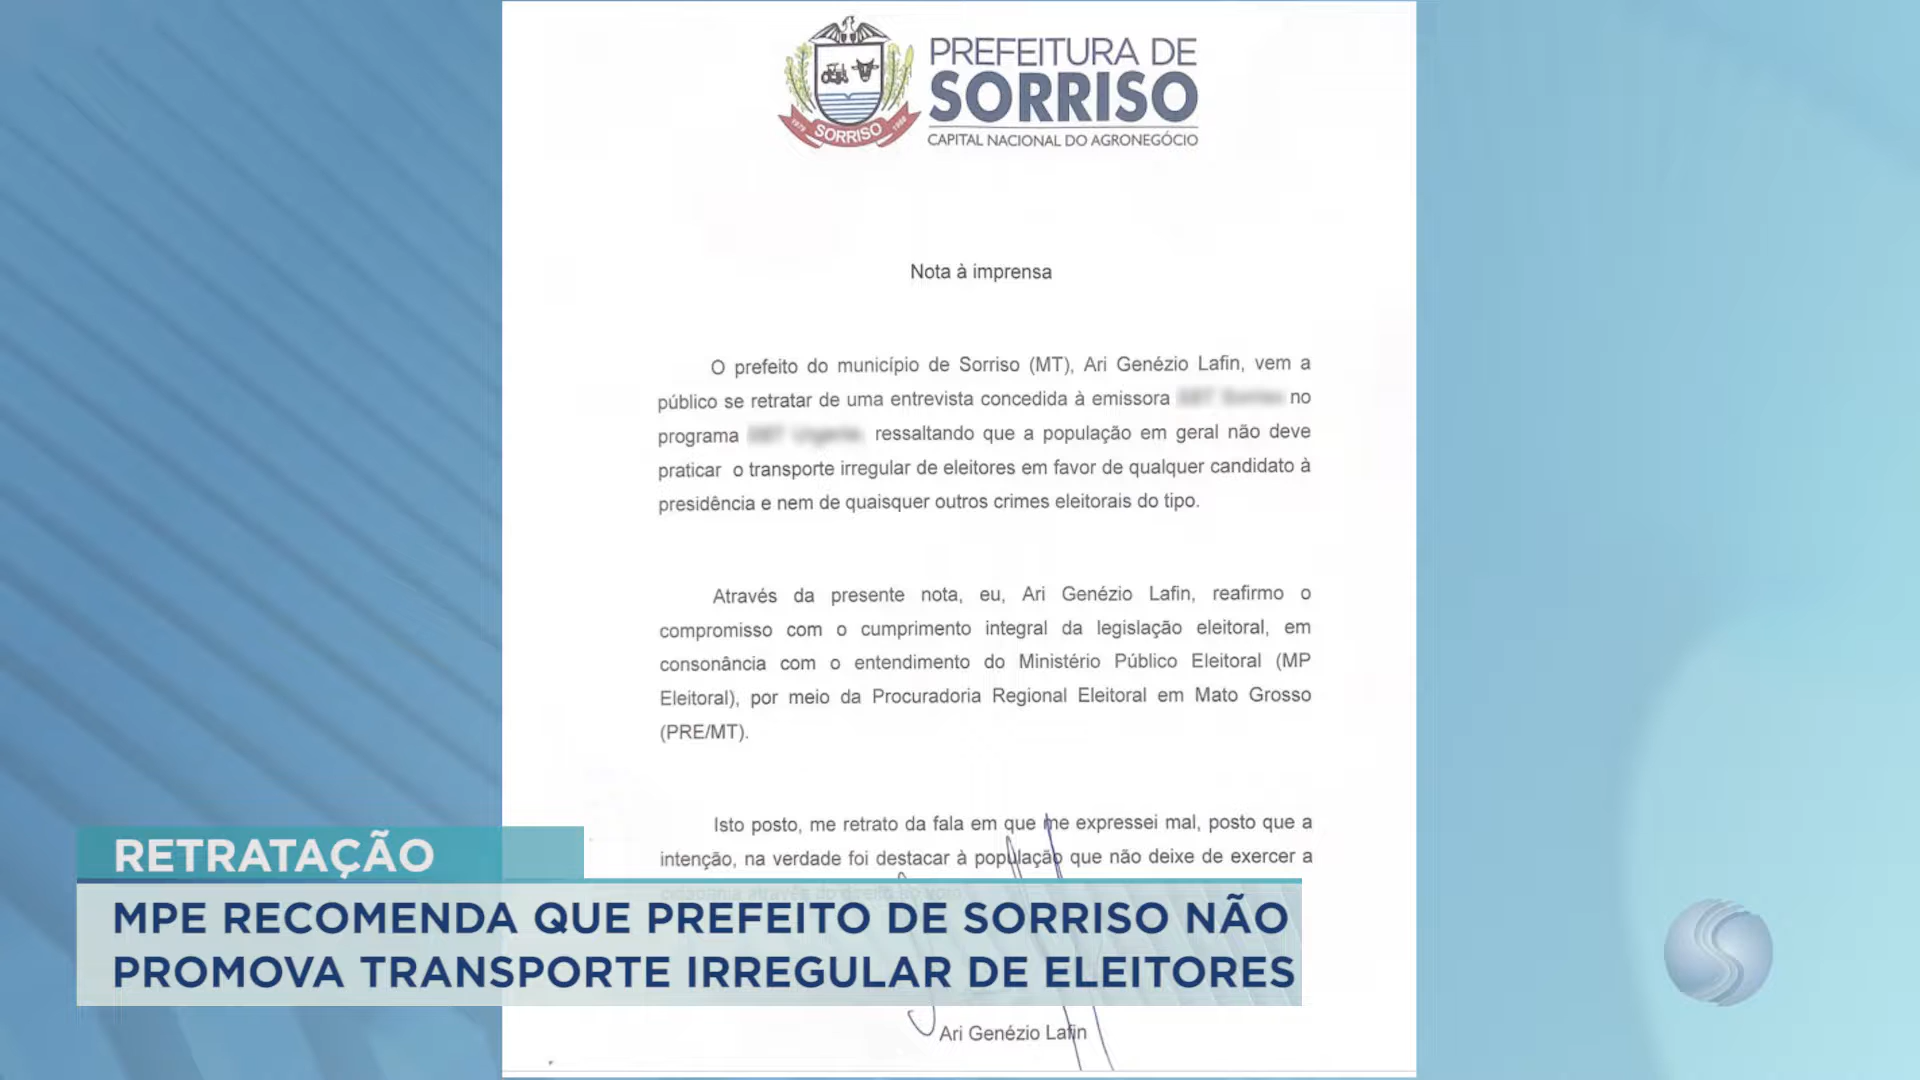 1979 SORRISO 1986
PREFEITURA DE
SORRISO
CAPITAL NACIONAL DO AGRONEGÓCIO
Nota à imprensa
O prefeito do município de Sorriso (MT), Ari Genézio Lafin, vem a
público se retratar de uma entrevista concedida à emissora no
programa ressaltando que a população em geral não deve
praticar o transporte irregular de eleitores em favor de qualquer candidato à
presidência e nem de quaisquer outros crimes eleitorais do tipo.
Através da presente nota, eu, Ari Genézio Lafin, reafirmo o
compromisso com o cumprimento integral da legislação eleitoral, em
consonância com o entendimento do Ministério Público Eleitoral (MP
Eleitoral), por meio da Procuradoria Regional Eleitoral em Mato Grosso
(PRE/MT).
Isto posto, me retrato da fala em que me expressei mal, posto que a
intenção, na verdade foi destacar à população que não deixe de exercer a
RETRATAÇÃO
MPE RECOMENDA QUE PREFEITO DE SORRISO NÃO
PROMOVA TRANSPORTE IRREGULAR DE ELEITORES
Ari Genézio Lafin